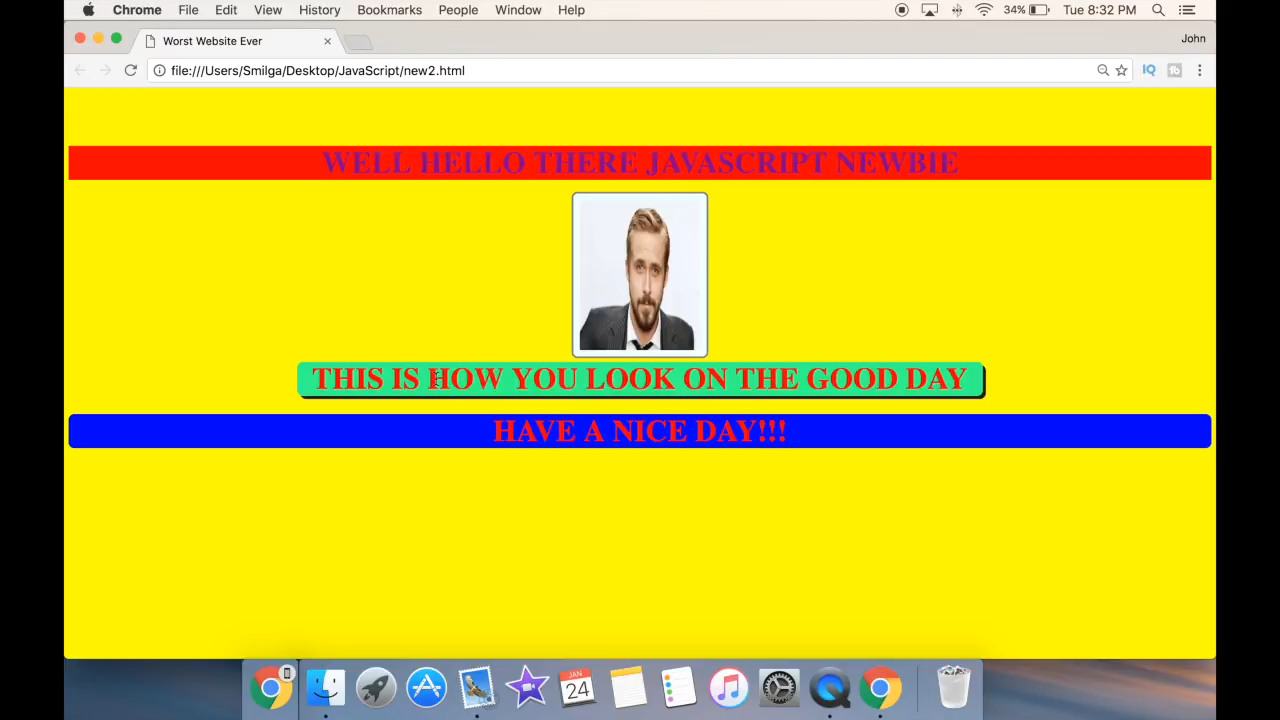 Chrome File Edit View History Bookmarks People Window Help 34% Tue 8:32 PM
Worst Website Ever John
file:///Users/Smilga/Desktop/JavaScript/new2.html IQ tb
WELL HELLO THERE JAVASCRIPT NEWBIE
THIS IS HOW YOU LOOK ON THE GOOD DAY
HAVE A NICE DAY!!!
JAN
24